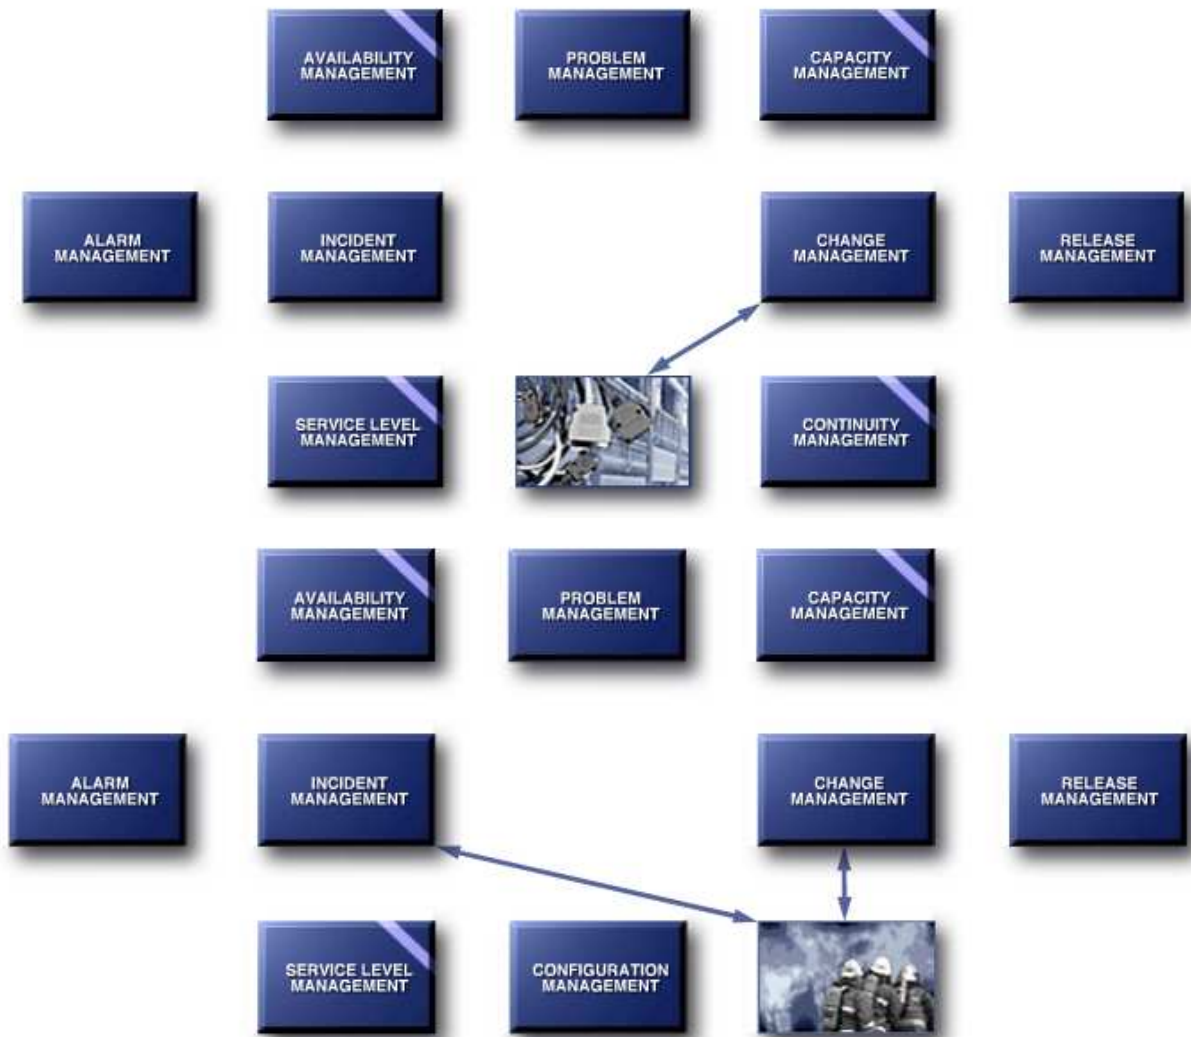 AVAILABILITY
MANAGEMENT
PROBLEM
MANAGEMENT
CAPACITY
MANAGEMENT
ALARM
MANAGEMENT
INCIDENT
MANAGEMENT
CHANGE
MANAGEMENT
RELEASE
MANAGEMENT
SERVICE LEVEL
MANAGEMENT
CONTINUITY
MANAGEMENT
AVAILABILITY
MANAGEMENT
PROBLEM
MANAGEMENT
CAPACITY
MANAGEMENT
ALARM
MANAGEMENT
INCIDENT
MANAGEMENT
CHANGE
MANAGEMENT
RELEASE
MANAGEMENT
SERVICE LEVEL
MANAGEMENT
CONFIGURATION
MANAGEMENT